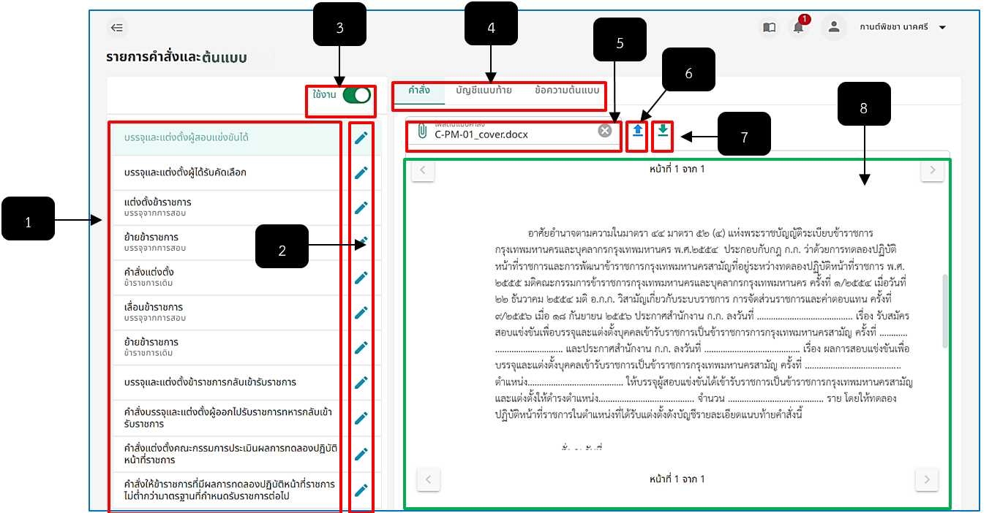 3
4
5
6
7
8
1
2
1
กานต์พิชชา นาคศรี
รายการคำสั่งและต้นแบบ
ใช้งาน
บรรจุและแต่งตั้งผู้สอบแข่งขันได้
บรรจุและแต่งตั้งผู้ได้รับคัดเลือก
แต่งตั้งข้าราชการ
บรรจุจากการสอบ
ย้ายข้าราชการ
บรรจุจากการสอบ
คำสั่งแต่งตั้ง
ข้าราชการเดิม
เลื่อนข้าราชการ
บรรจุจากการสอบ
ย้ายข้าราชการ
ข้าราชการเดิม
บรรจุและแต่งตั้งข้าราชการกลับเข้ารับราชการ
คำสั่งบรรจุและแต่งตั้งผู้ออกไปรับราชการทหารกลับเข้า
รับราชการ
คำสั่งแต่งตั้งคณะกรรมการประเมินผลการทดลองปฏิบัติ
หน้าที่ราชการ
คำสั่งให้ข้าราชการที่มีผลการทดลองปฏิบัติหน้าที่ราชการ
ไม่ต่ำกว่ามาตรฐานที่กำหนดรับราชการต่อไป
คำสั่ง บัญชีแนบท้าย ข้อความต้นแบบ
ไฟล์ต้นแบบคำสั่ง
C-PM-01_cover.docx
หน้าที่ 1 จาก 1
อาศัยอำนาจตามความในมาตรา ๔๔ มาตรา ๕๒ (๔) แห่งพระราชบัญญัติระเบียบข้าราชการ
กรุงเทพมหานครและบุคลากรกรุงเทพมหานคร พ.ศ.๒๕๕๔ ประกอบกับกฎ ก.ก. ว่าด้วยการทดลองปฏิบัติ
หน้าที่ราชการและการพัฒนาข้าราชการกรุงเทพมหานครสามัญที่อยู่ระหว่างทดลองปฏิบัติหน้าที่ราชการ พ.ศ.
๒๕๕๕ มติคณะกรรมการข้าราชการกรุงเทพมหานครและบุคลากรกรุงเทพมหานคร ครั้งที่ ๑/๒๕๕๔ เมื่อวันที่
๒๒ ธันวาคม ๒๕๕๔ มติ อ.ก.ก. วิสามัญเกี่ยวกับระบบราชการ การจัดส่วนราชการและค่าตอบแทน ครั้งที่
๙/๒๕๕๖ เมื่อ ๑๘ กันยายน ๒๕๕๖ ประกาศสำนักงาน ก.ก. ลงวันที่ .......................................... เรื่อง รับสมัคร
สอบแข่งขันเพื่อบรรจุและแต่งตั้งบุคคลเข้ารับราชการเป็นข้าราชการการกรุงเทพมหานครสามัญ ครั้งที่ ............
.............................. และประกาศสำนักงาน ก.ก. ลงวันที่ .......................................... เรื่อง ผลการสอบแข่งขันเพื่อ
บรรจุและแต่งตั้งบุคคลเข้ารับราชการเป็นข้าราชการกรุงเทพมหานครสามัญ ครั้งที่ ..........................................
ตำแหน่ง.......................................... ให้บรรจุผู้สอบแข่งขันได้เข้ารับราชการเป็นข้าราชการกรุงเทพมหานครสามัญ
และแต่งตั้งให้ดำรงตำแหน่ง.......................................... จำนวน .......................................... ราย โดยให้ทดลอง
ปฏิบัติหน้าที่ราชการในตำแหน่งที่ได้รับแต่งตั้งดังบัญชีรายละเอียดแนบท้ายคำสั่งนี้
หน้าที่ 1 จาก 1